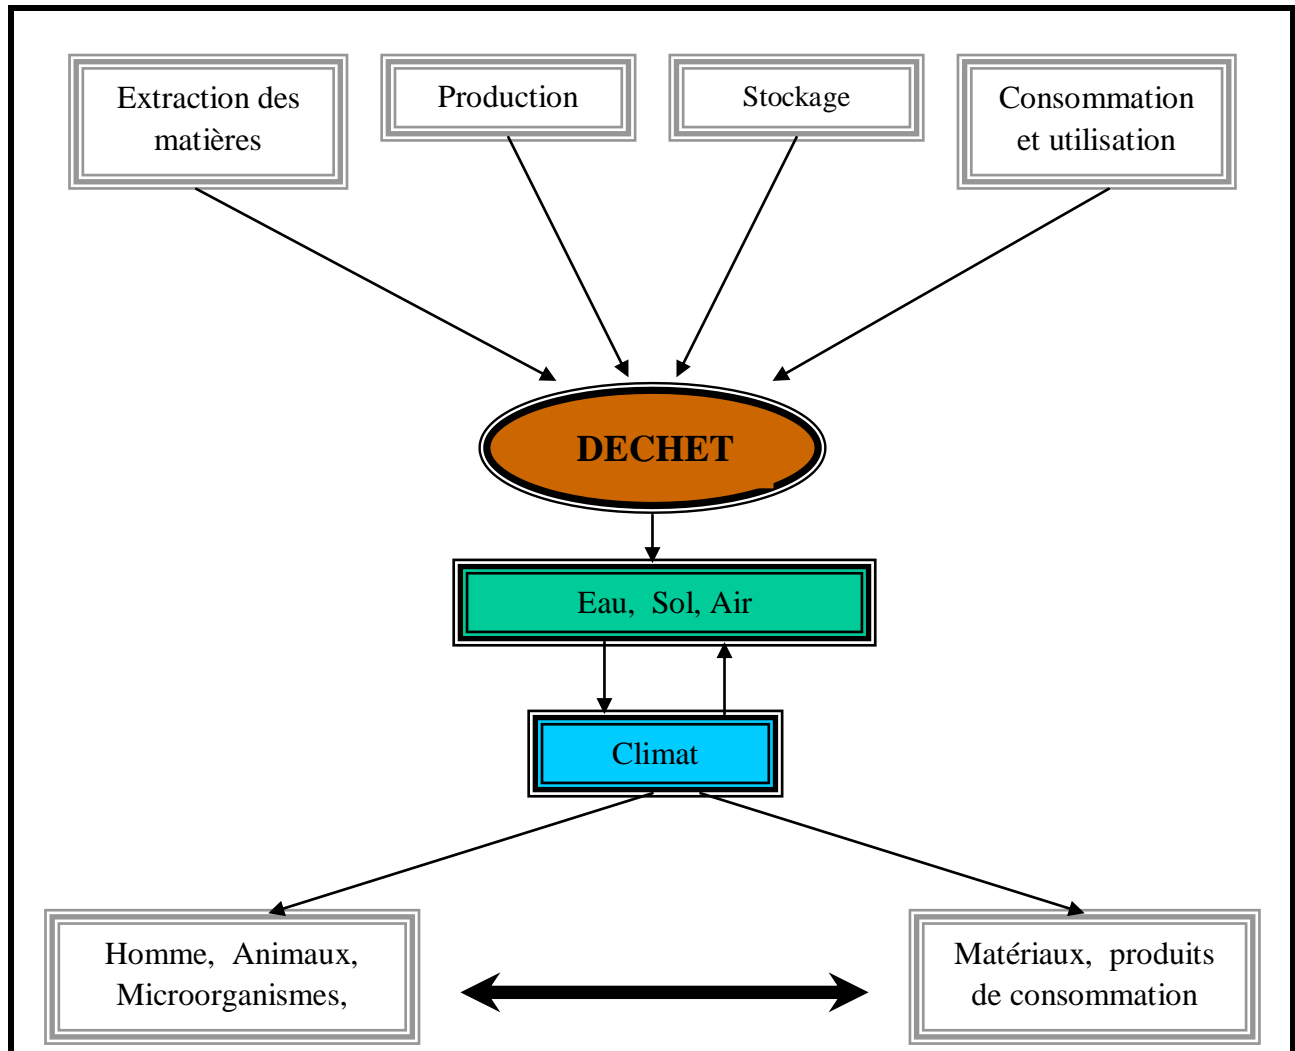 Extraction des
matières
Production
Stockage
Consommation
et utilisation
DECHET
Eau, Sol, Air
Climat
Homme, Animaux,
Microorganismes,
Matériaux, produits
de consommation